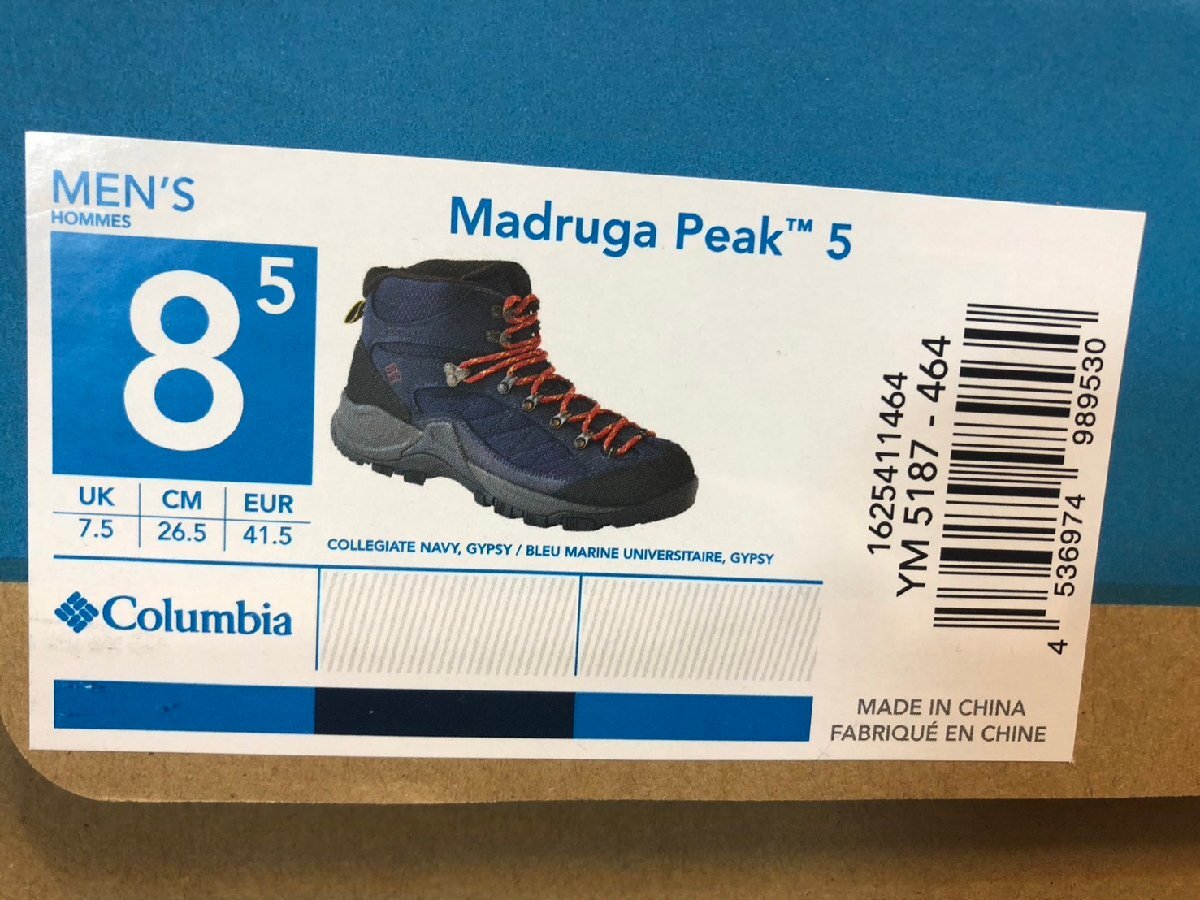 MEN'S
HOMMES
8 5
UK CM EUR
7.5 26.5 41.5
Madruga Peak™ 5
COLLEGIATE NAVY, GYPSY / BLEU MARINE UNIVERSITAIRE, GYPSY
Columbia
1625411464
YM 5187 - 464
4 536974 989530
MADE IN CHINA
FABRIQUÉ EN CHINE